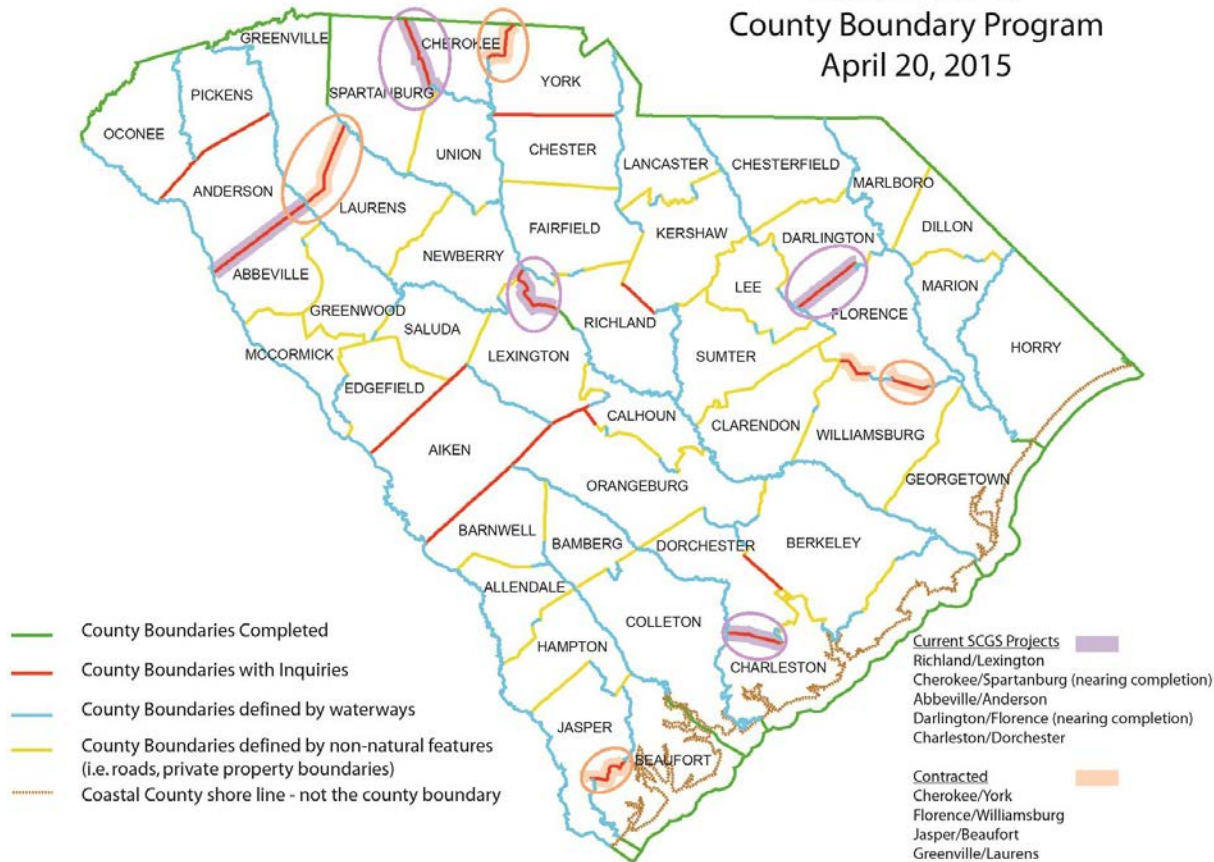 County Boundary Program
April 20, 2015
GREENVILLE
CHEROKEE
PICKENS
SPARTANBURG
YORK
OCONEE
UNION
CHESTER
LANCASTER
CHESTERFIELD
MARLBORO
ANDERSON
LAURENS
DILLON
FAIRFIELD
KERSHAW
DARLINGTON
NEWBERRY
ABBEVILLE
LEE
MARION
GREENWOOD
SALUDA
RICHLAND
FLORENCE
HORRY
MCCORMICK
LEXINGTON
SUMTER
EDGEFIELD
CALHOUN
CLARENDON
WILLIAMSBURG
AIKEN
GEORGETOWN
ORANGEBURG
BARNWELL
BAMBERG
DORCHESTER
BERKELEY
ALLENDALE
COLLETON
HAMPTON
CHARLESTON
JASPER
BEAUFORT
County Boundaries Completed
County Boundaries with Inquiries
County Boundaries defined by waterways
County Boundaries defined by non-natural features
(i.e. roads, private property boundaries)
Coastal County shore line - not the county boundary
Current SCGS Projects
Richland/Lexington
Cherokee/Spartanburg (nearing completion)
Abbeville/Anderson
Darlington/Florence (nearing completion)
Charleston/Dorchester
Contracted
Cherokee/York
Florence/Williamsburg
Jasper/Beaufort
Greenville/Laurens